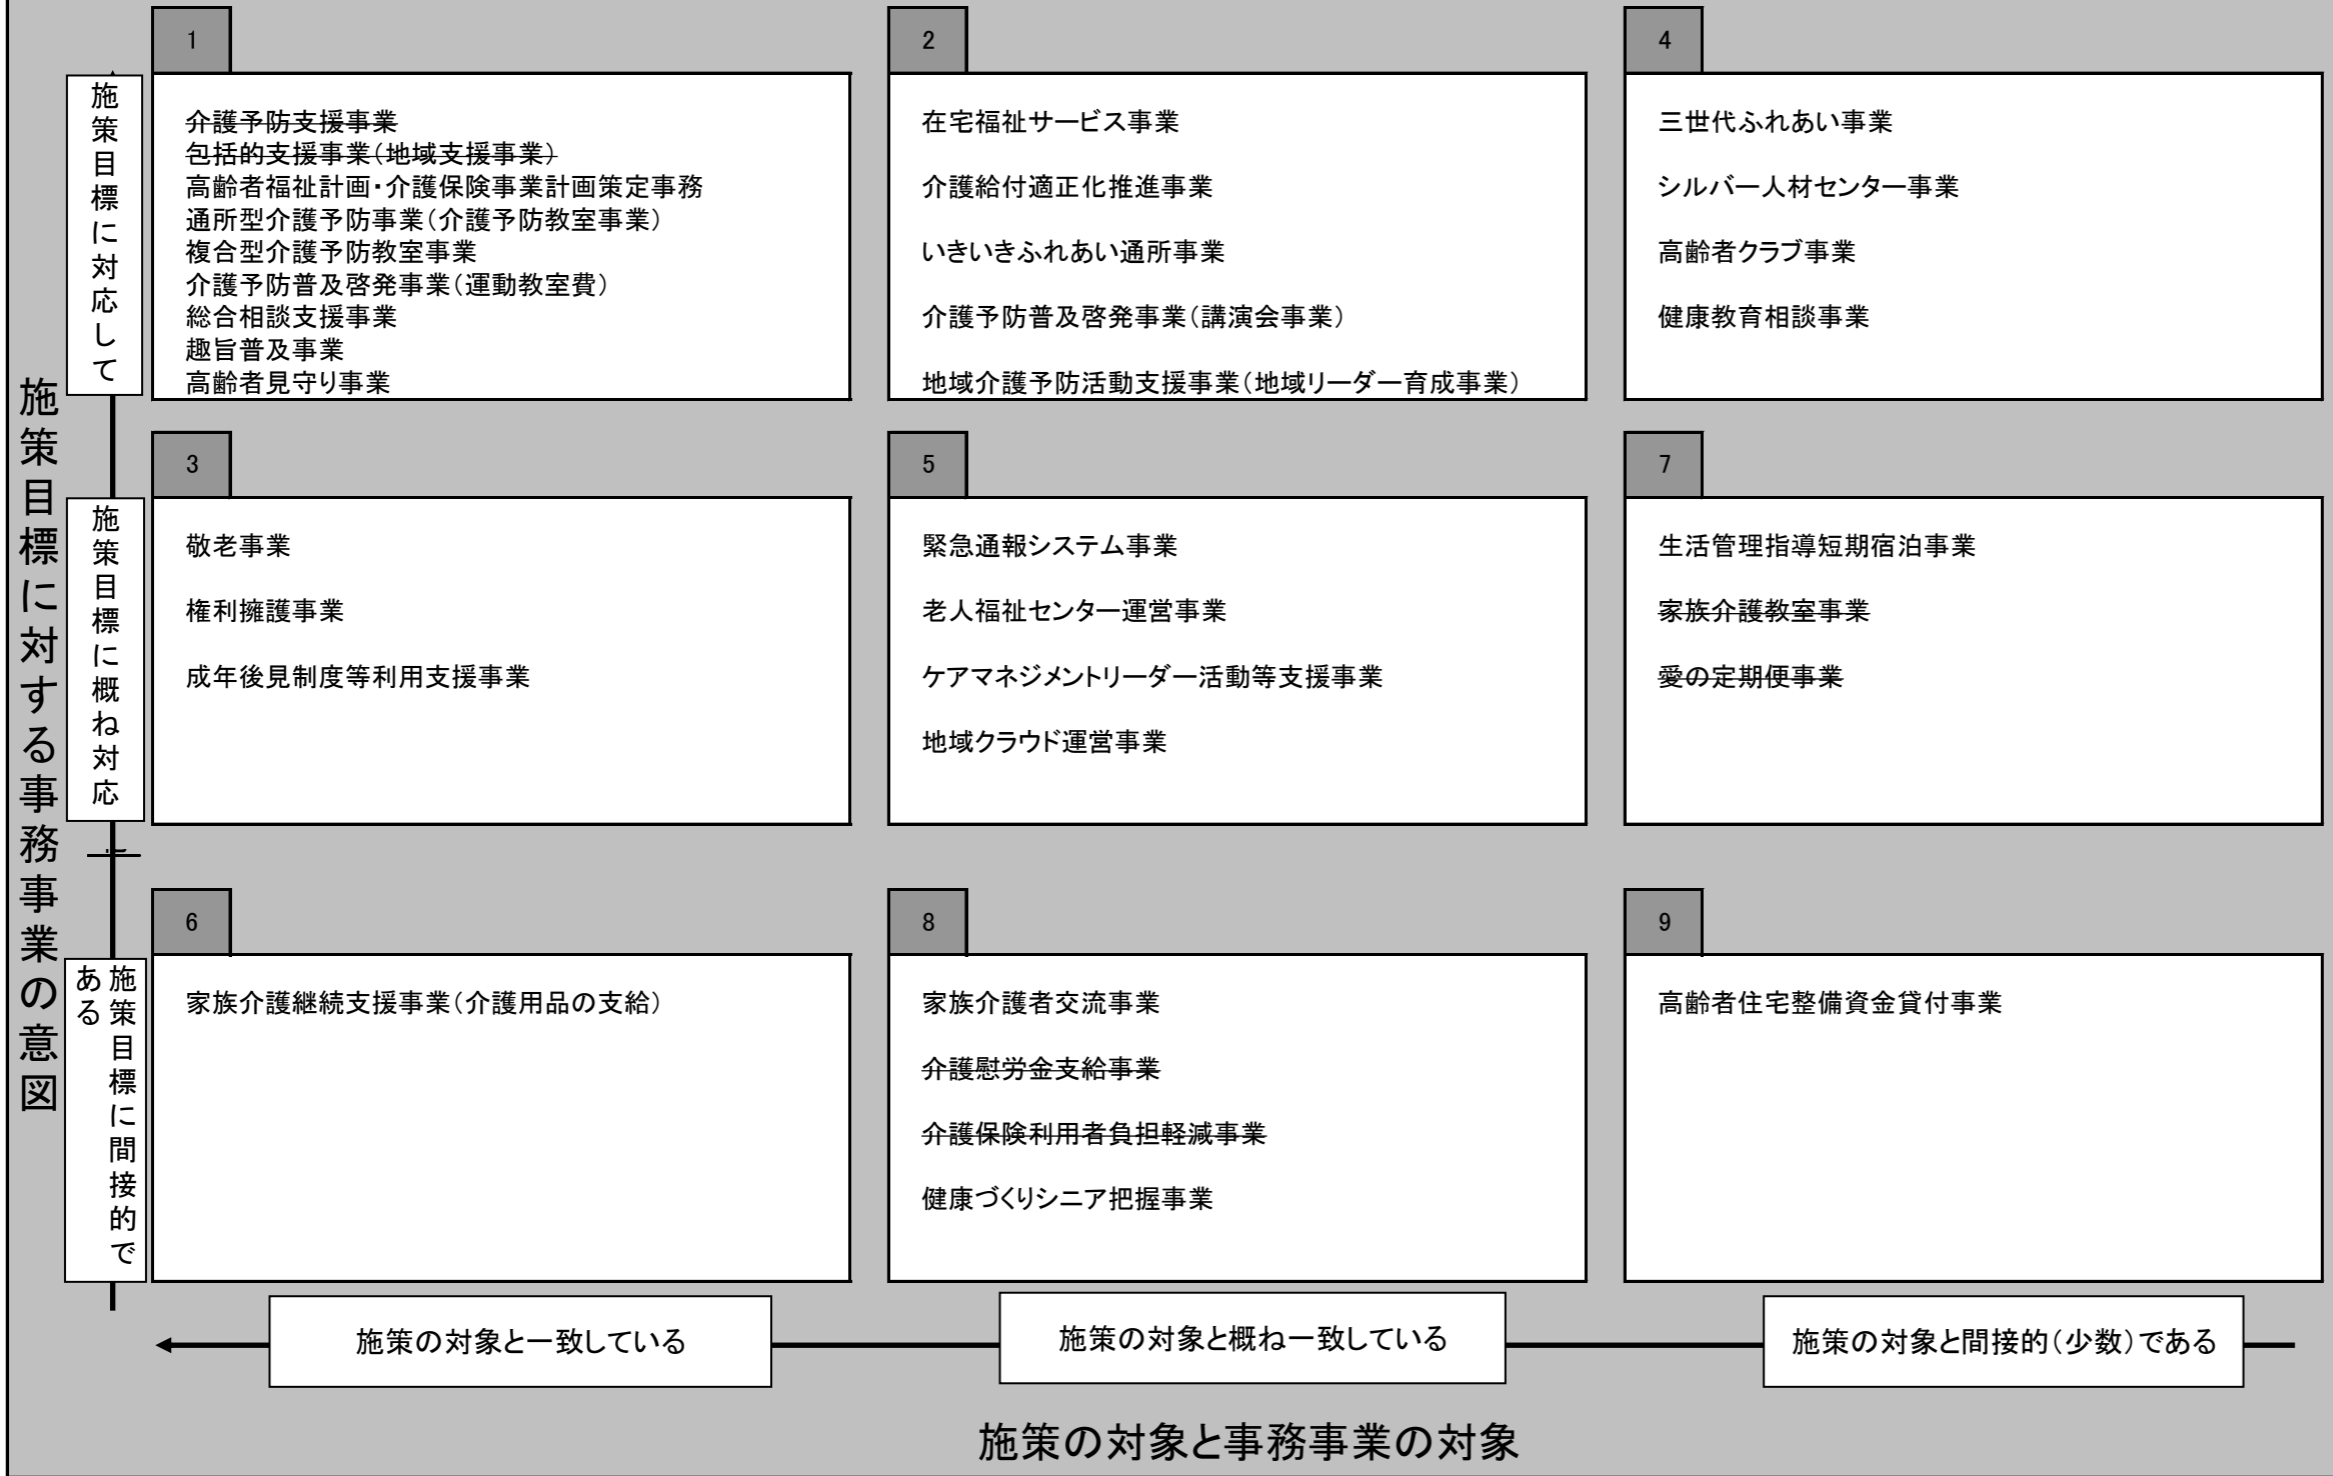 施策目標に対する事務事業の意図
施策目標に対応して
1
介護予防支援事業
包括的支援事業(地域支援事業)
高齢者福祉計画・介護保険事業計画策定事務
通所型介護予防事業(介護予防教室事業)
複合型介護予防教室事業
介護予防普及啓発事業(運動教室費)
総合相談支援事業
趣旨普及事業
高齢者見守り事業
2
在宅福祉サービス事業
介護給付適正化推進事業
いきいきふれあい通所事業
介護予防普及啓発事業(講演会事業)
地域介護予防活動支援事業(地域リーダー育成事業)
4
三世代ふれあい事業
シルバー人材センター事業
高齢者クラブ事業
健康教育相談事業
施策目標に概ね対応
3
敬老事業
権利擁護事業
成年後見制度等利用支援事業
5
緊急通報システム事業
老人福祉センター運営事業
ケアマネジメントリーダー活動等支援事業
地域クラウド運営事業
7
生活管理指導短期宿泊事業
家族介護教室事業
愛の定期便事業
施策目標に間接的で
ある
6
家族介護継続支援事業(介護用品の支給)
8
家族介護者交流事業
介護慰労金支給事業
介護保険利用者負担軽減事業
健康づくりシニア把握事業
9
高齢者住宅整備資金貸付事業
施策の対象と一致している
施策の対象と概ね一致している
施策の対象と間接的(少数)である
施策の対象と事務事業の対象